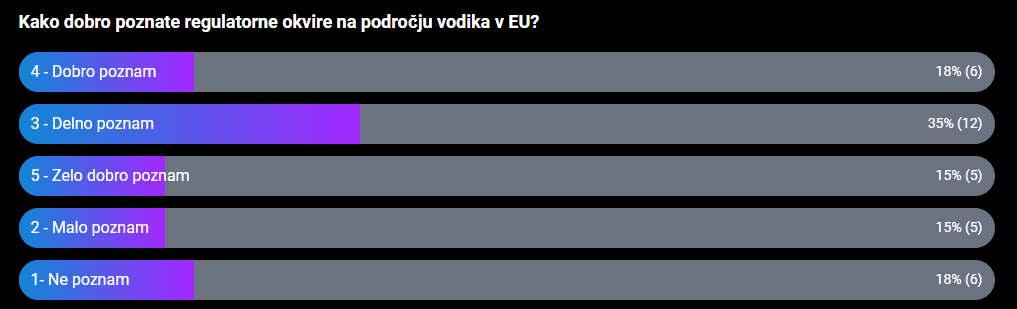 Kako dobro poznate regulatorne okvire na področju vodika v EU?
4 - Dobro poznam 18% (6)
3 - Delno poznam 35% (12)
5 - Zelo dobro poznam 15% (5)
2 - Malo poznam 15% (5)
1- Ne poznam 18% (6)